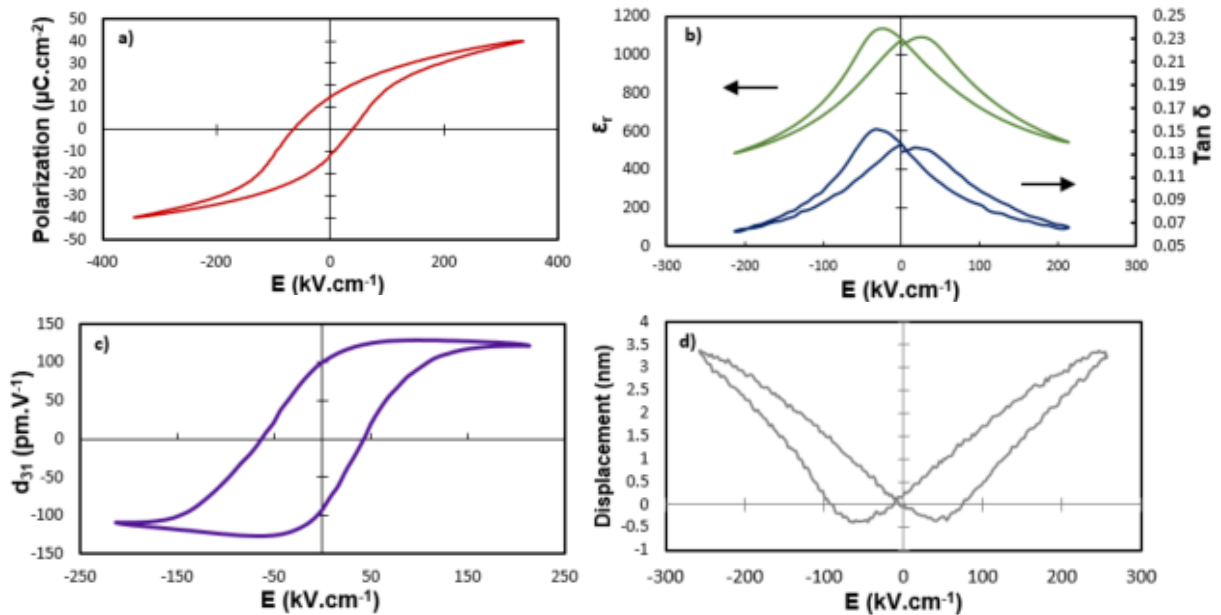 a)
Polarization (µC.cm-2)
50
40
30
20
10
0
-10
-20
-30
-40
-50
-400 -200 0 200 400
E (kV.cm-1)
b)
εr
1200
1000
800
600
400
200
0
Tan δ
0.25
0.23
0.21
0.19
0.17
0.15
0.13
0.11
0.09
0.07
0.05
-300 -200 -100 0 100 200 300
E (kV.cm-1)
c)
d31 (pm.V-1)
150
100
50
0
-50
-100
-150
-250 -150 -50 50 150 250
E (kV.cm-1)
d)
Displacement (nm)
4
3.5
3
2.5
2
1.5
1
0.5
0
-0.5
-1
-300 -200 -100 0 100 200 300
E (kV.cm-1)